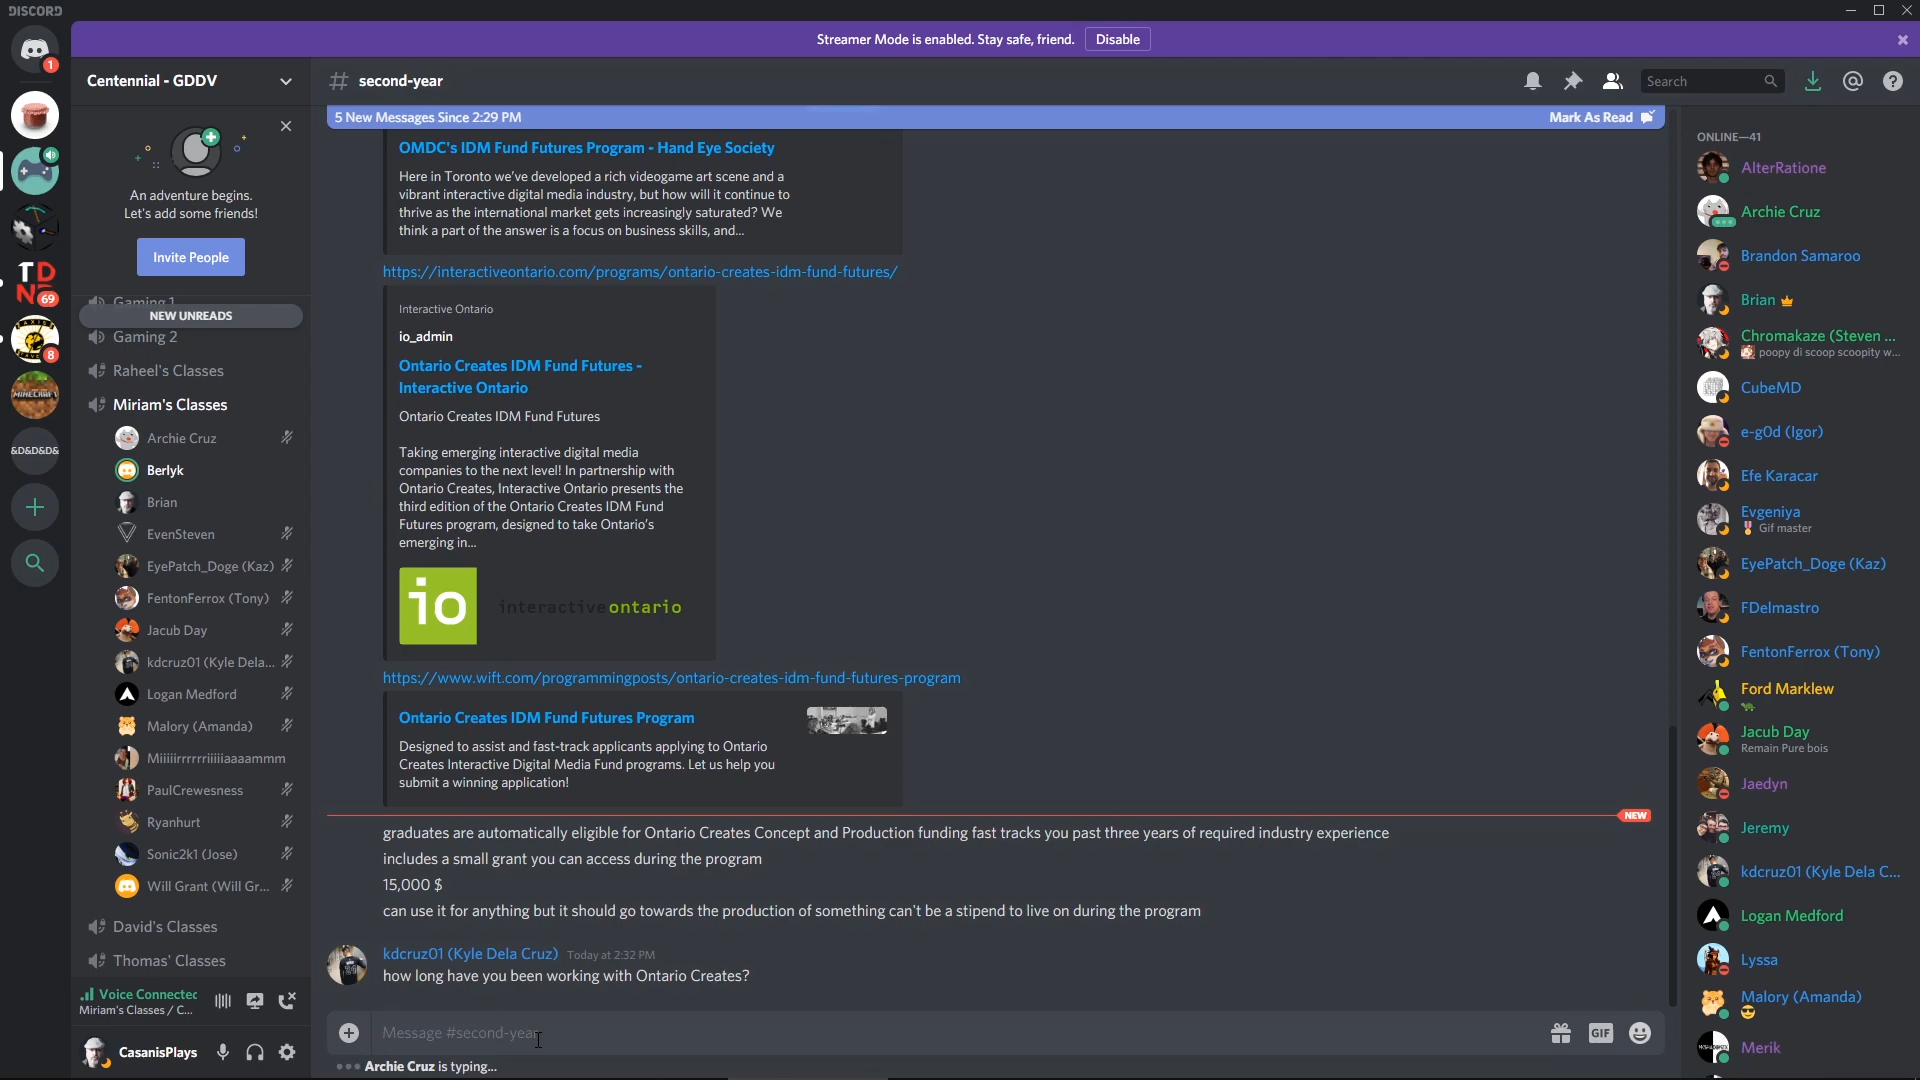 DISCORD
Streamer Mode is enabled. Stay safe, friend.
Disable
1
TD
N
69
8
MINECRAFT
&D&D&D&
Centennial - GDDV
An adventure begins.
Let's add some friends!
Invite People
Gaming 1
NEW UNREADS
Gaming 2
Raheel's Classes
Miriam's Classes
Archie Cruz
Berlyk
Brian
EvenSteven
EyePatch_Doge (Kaz)
FentonFerrox (Tony)
Jacub Day
kdcruz01 (Kyle Dela...
Logan Medford
Malory (Amanda)
PaulCrewesness
Ryanhurt
Sonic2k1 (Jose)
Will Grant (Will Gr...
David's Classes
Thomas' Classes
Voice Connected
Miriam's Classes / C...
CasanisPlays
# second-year
Search
5 New Messages Since 2:29 PM
Mark As Read
OMDC's IDM Fund Futures Program - Hand Eye Society
Here in Toronto we've developed a rich videogame art scene and a
vibrant interactive digital media industry, but how will it continue to
thrive as the international market gets increasingly saturated? We
think a part of the answer is a focus on business skills, and...
https://interactiveontario.com/programs/ontario-creates-idm-fund-futures/
Interactive Ontario
io_admin
Ontario Creates IDM Fund Futures -
Interactive Ontario
Ontario Creates IDM Fund Futures
Taking emerging interactive digital media
companies to the next level! In partnership with
Ontario Creates, Interactive Ontario presents the
third edition of the Ontario Creates IDM Fund
Futures program, designed to take Ontario's
emerging in...
io interactiveontario
https://www.wift.com/programmingposts/ontario-creates-idm-fund-futures-program
Ontario Creates IDM Fund Futures Program
Designed to assist and fast-track applicants applying to Ontario
Creates Interactive Digital Media Fund programs. Let us help you
submit a winning application!
NEW
graduates are automatically eligible for Ontario Creates Concept and Production funding fast tracks you past three years of required industry experience
includes a small grant you can access during the program
15,000 $
can use it for anything but it should go towards the production of something can't be a stipend to live on during the program
kdcruz01 (Kyle Dela Cruz) Today at 2:32 PM
how long have you been working with Ontario Creates?
Message #second-year
GIF
Archie Cruz is typing...
ONLINE—41
AlterRatione
Archie Cruz
Brandon Samaroo
Brian
Chromakaze (Steven ...
poopy di scoop scoopity w...
CubeMD
e-g0d (Igor)
Efe Karacar
Evgeniya
Gif master
EyePatch_Doge (Kaz)
FDelmastro
FentonFerrox (Tony)
Ford Marklew
Jacub Day
Remain Pure bois
Jaedyn
Jeremy
kdcruz01 (Kyle Dela C...
Logan Medford
Lyssa
Malory (Amanda)
Merik